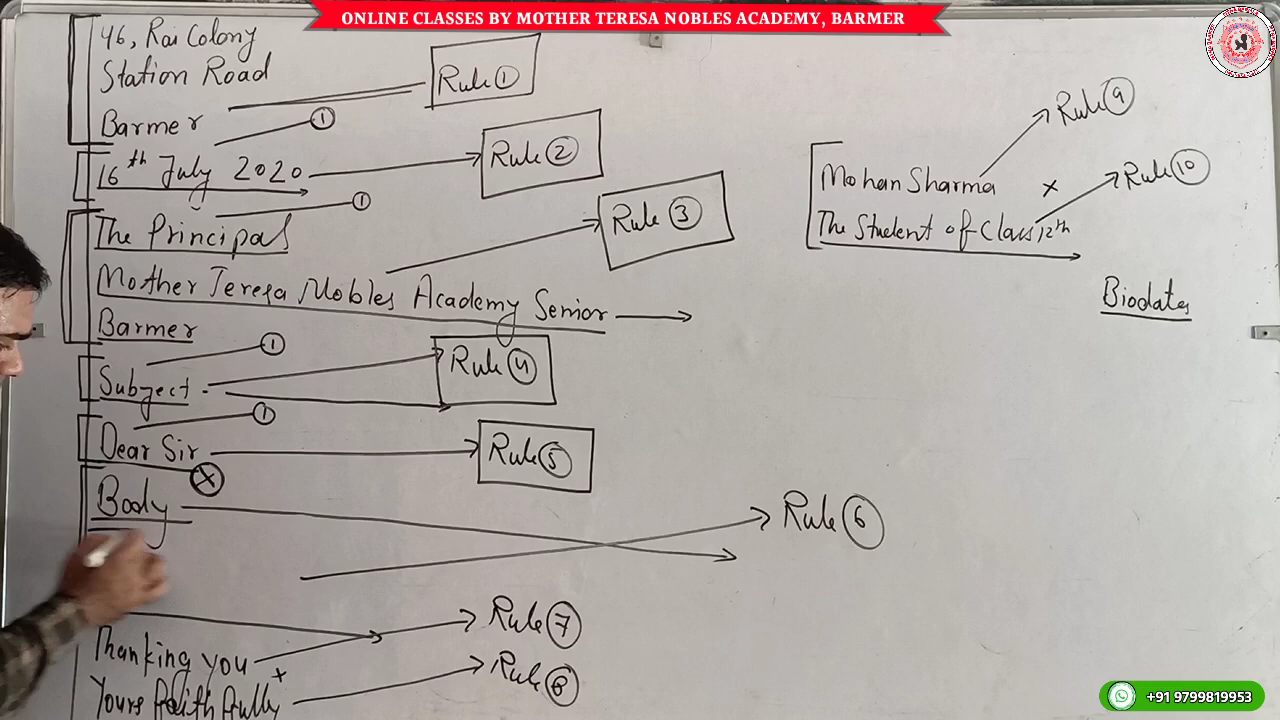 ONLINE CLASSES BY MOTHER TERESA NOBLES ACADEMY, BARMER
46, Rai Colony
Station Road
Barmer
Rule 1
1
16th July 2020
Rule 2
1
The Principal
Rule 3
Mother Teresa Nobles Academy Senior
Barmer
1
Subject -
Rule 4
1
Dear Sir
Rule 5
X
Body
Rule 6
Thanking you
Rule 7
Yours Faithfully
Rule 8
Mohan Sharma
Rule 9
The Student of Class 12th
Rule 10
Biodates
+91 9799819953